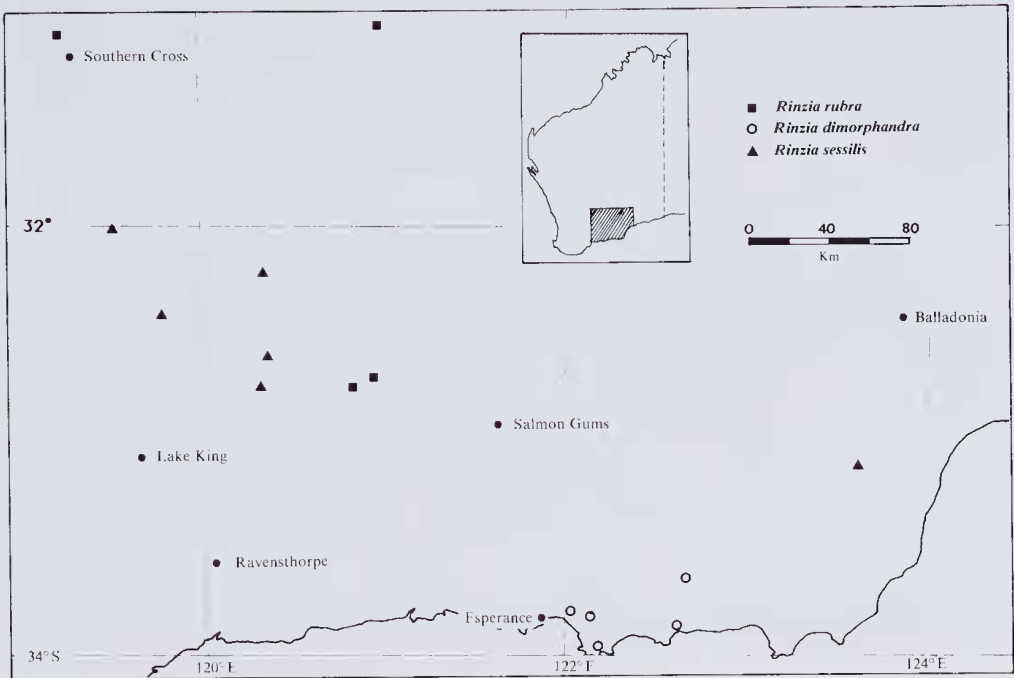 Southern Cross
Rinzia rubra
Rinzia dimorphandra
Rinzia sessilis
32°
0 40 80
Km
Balladonia
Salmon Gums
Lake King
Ravensthorpe
Esperance
34°S
120°E
122°E
124°E